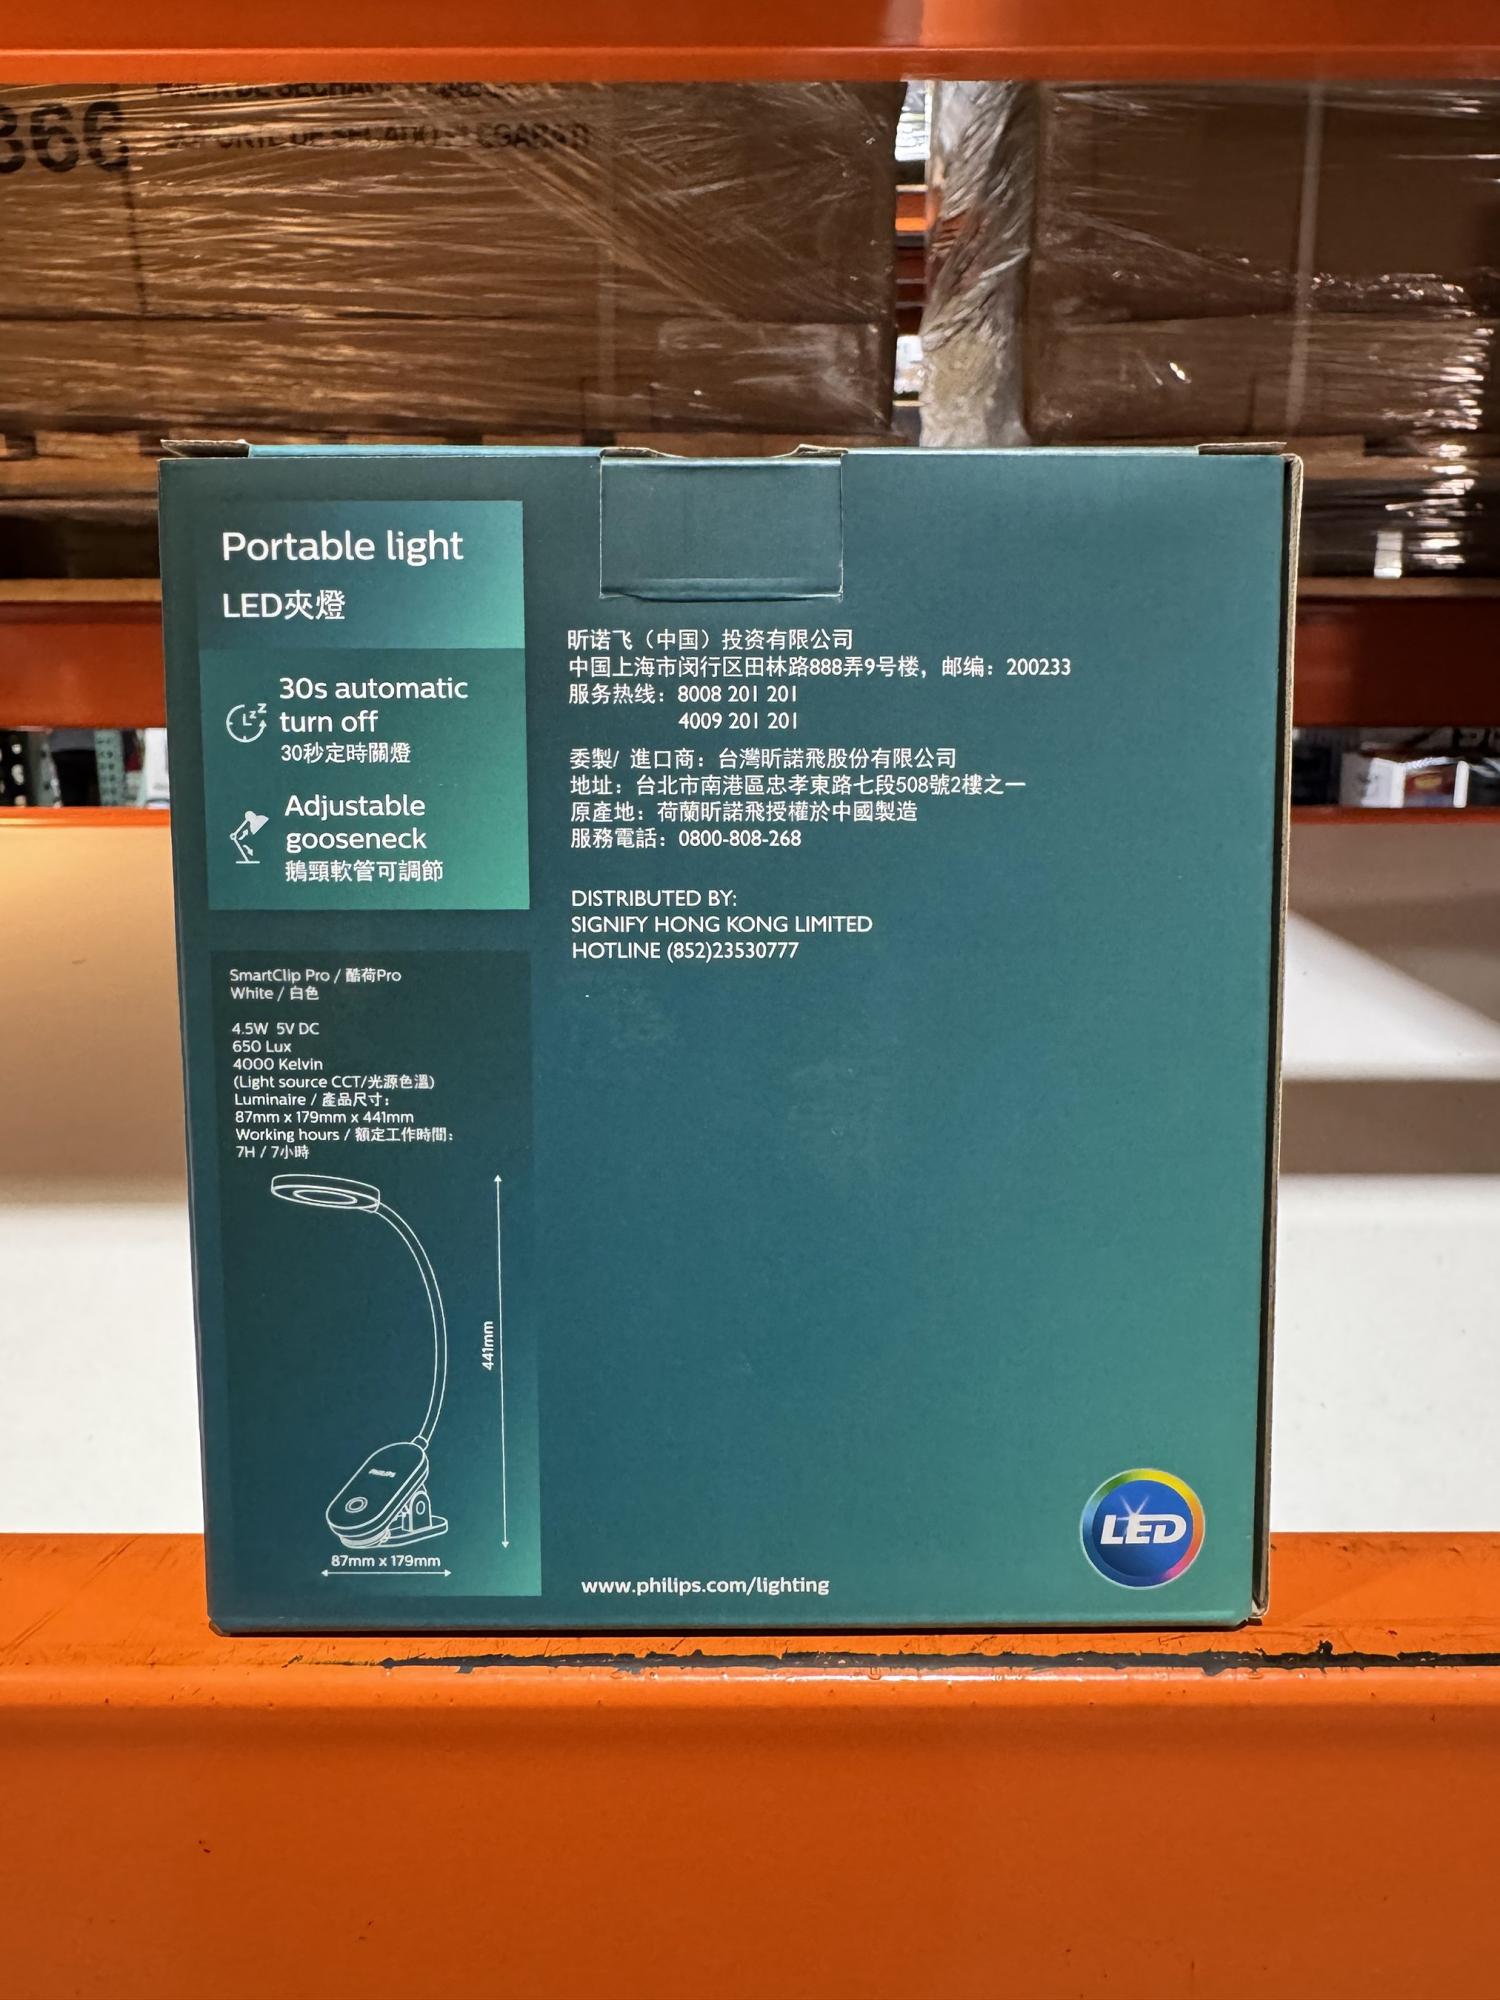 366
Portable light
LED夾燈
30s automatic
turn off
30秒定時關燈
Adjustable
gooseneck
鵝頸軟管可調節
SmartClip Pro / 酷荷Pro
White / 白色
4.5W 5V DC
650 Lux
4000 Kelvin
(Light source CCT/光源色溫)
Luminaire / 產品尺寸：
87mm x 179mm x 441mm
Working hours / 額定工作時間：
7H / 7小時
441mm
PHILIPS
87mm x 179mm
昕诺飞（中国）投资有限公司
中国上海市闵行区田林路888弄9号楼，邮编：200233
服务热线：8008 201 201
4009 201 201
委製/ 進口商：台灣昕諾飛股份有限公司
地址：台北市南港區忠孝東路七段508號2樓之一
原產地：荷蘭昕諾飛授權於中國製造
服務電話：0800-808-268
DISTRIBUTED BY:
SIGNIFY HONG KONG LIMITED
HOTLINE (852)23530777
www.philips.com/lighting
LED